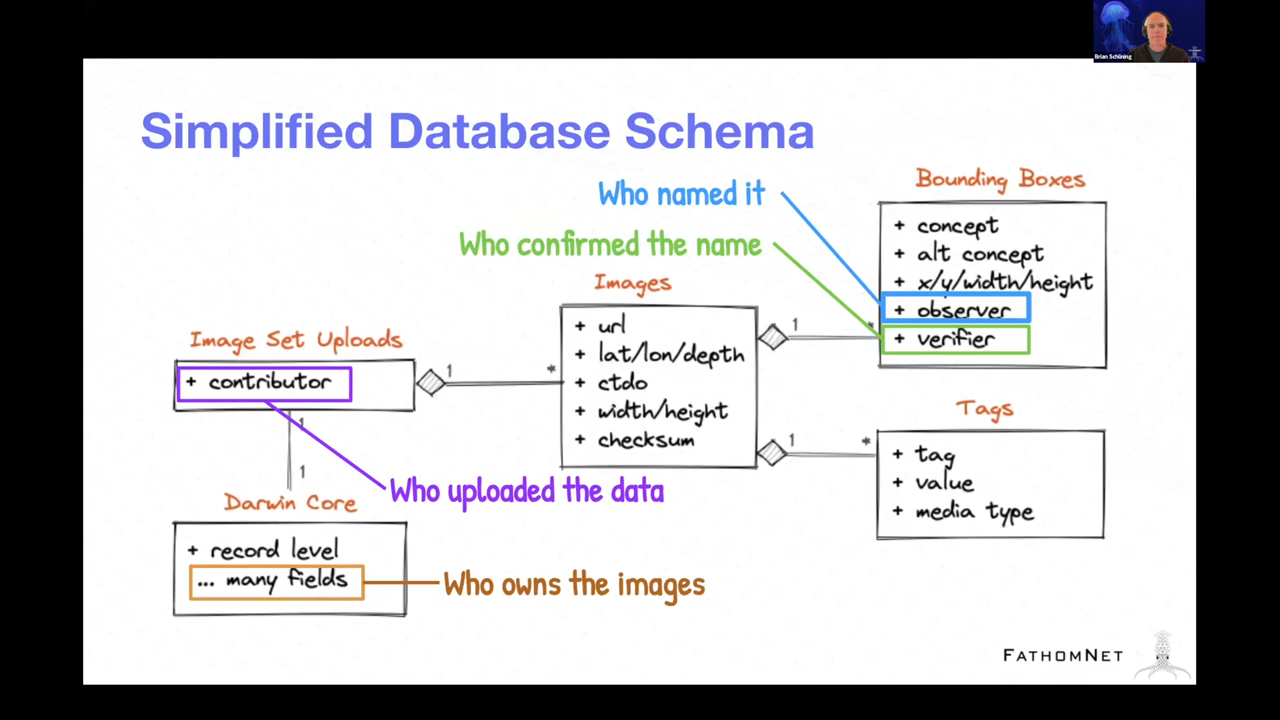 Brian Schlining
Simplified Database Schema
Who named it
Who confirmed the name
Bounding Boxes
+ concept
+ alt concept
+ x/y/width/height
+ observer
+ verifier
Images
+ url
+ lat/lon/depth
+ ctdo
+ width/height
+ checksum
1
*
1
*
Image Set Uploads
+ contributor
1
*
1
1
Who uploaded the data
Tags
+ tag
+ value
+ media type
Darwin Core
+ record level
... many fields
Who owns the images
FATHOMNET